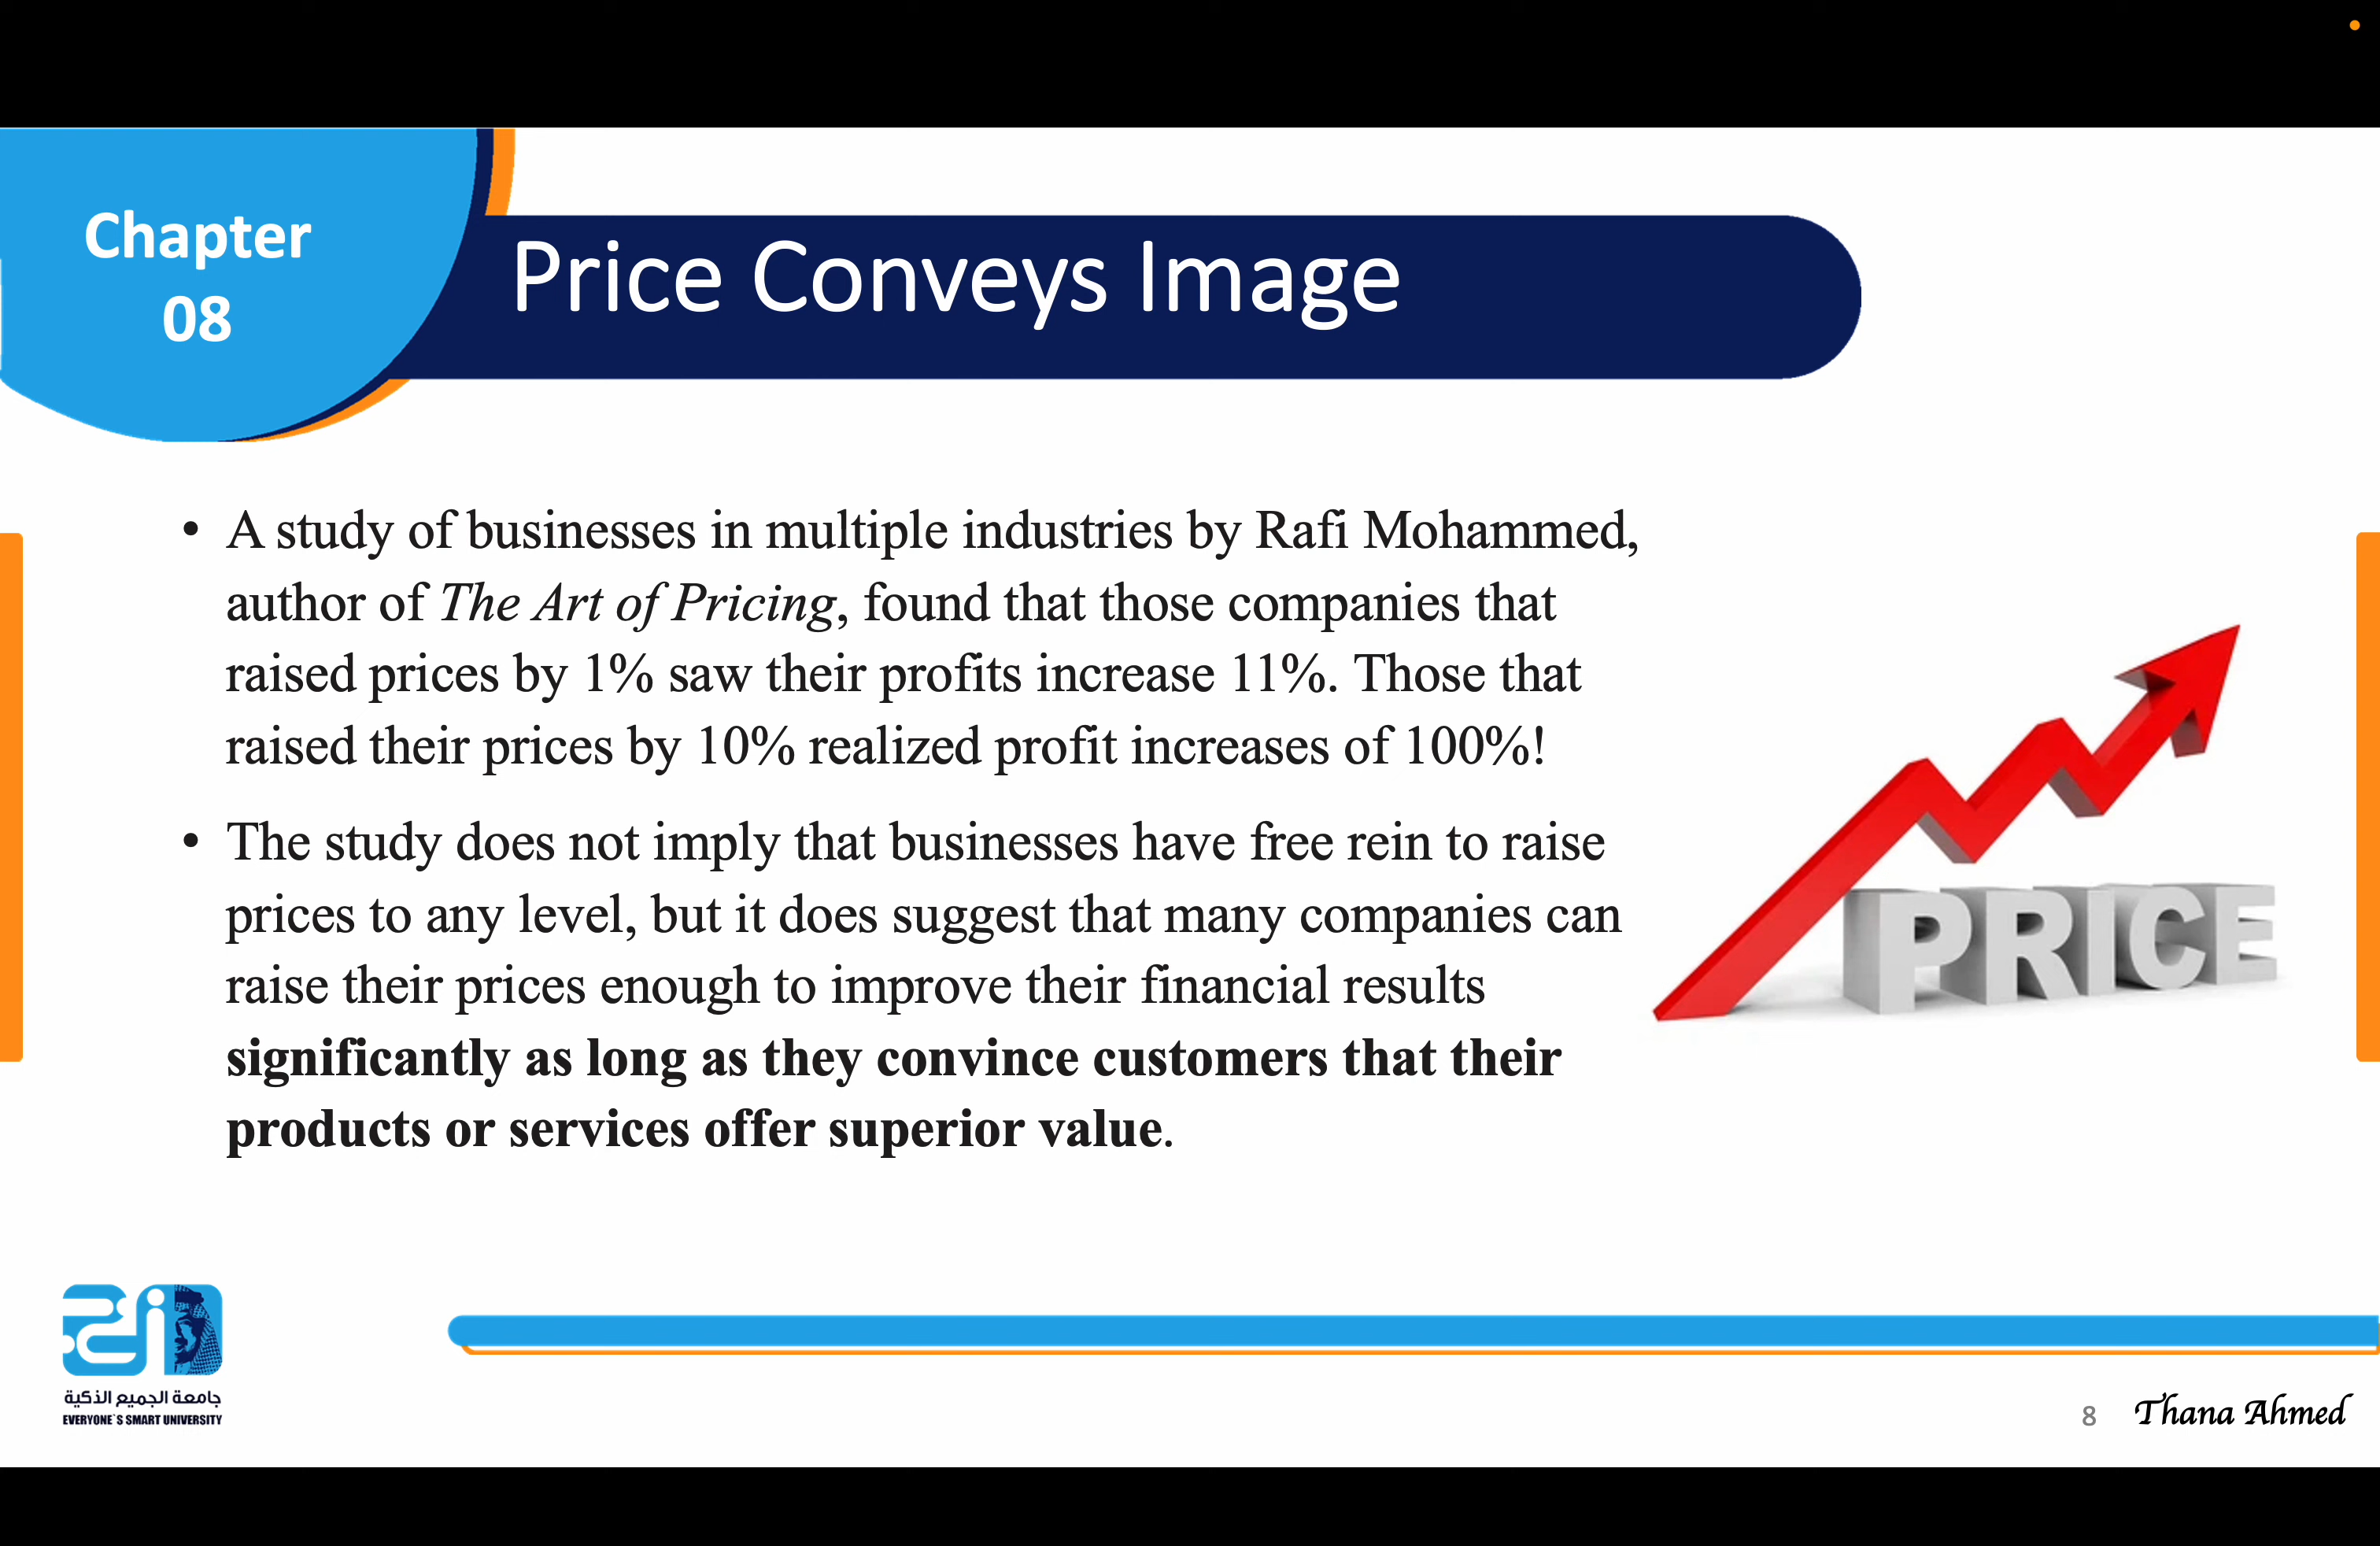 Chapter
08
Price Conveys Image
• A study of businesses in multiple industries by Rafi Mohammed,
author of The Art of Pricing, found that those companies that
raised prices by 1% saw their profits increase 11%. Those that
raised their prices by 10% realized profit increases of 100%!
• The study does not imply that businesses have free rein to raise
prices to any level, but it does suggest that many companies can
raise their prices enough to improve their financial results
significantly as long as they convince customers that their
products or services offer superior value.
PRICE
جامعة الجميع الذكية
EVERYONE`S SMART UNIVERSITY
8
Thana Ahmed